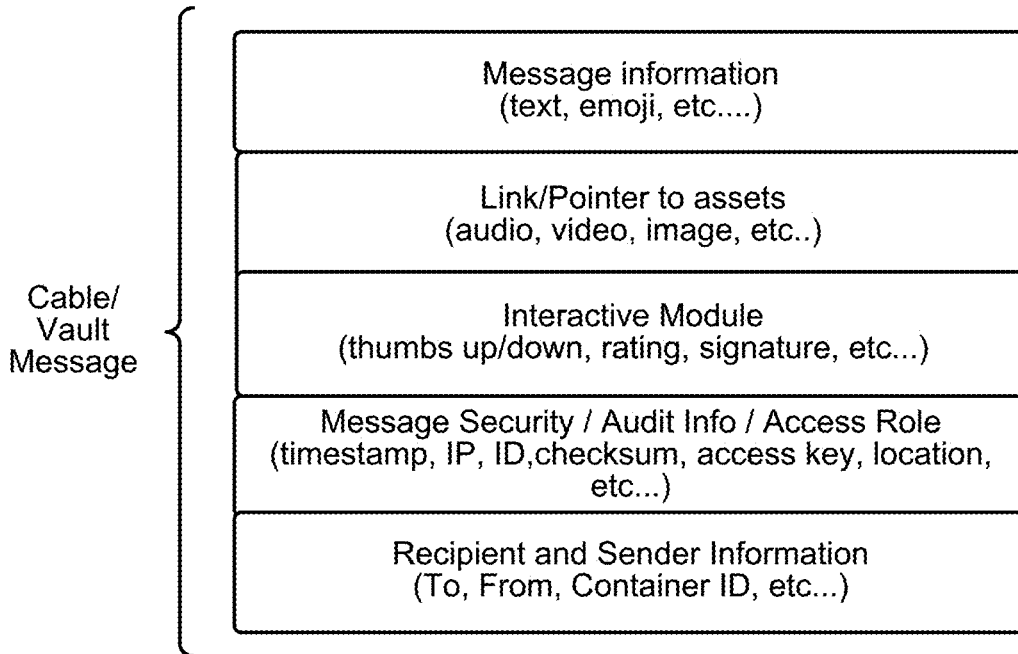 Message information
(text, emoji, etc....)
Link/Pointer to assets
(audio, video, image, etc..)
Interactive Module
(thumbs up/down, rating, signature, etc...)
Message Security / Audit Info / Access Role
(timestamp, IP, ID,checksum, access key, location,
etc...)
Recipient and Sender Information
(To, From, Container ID, etc...)
Cable/
Vault
Message